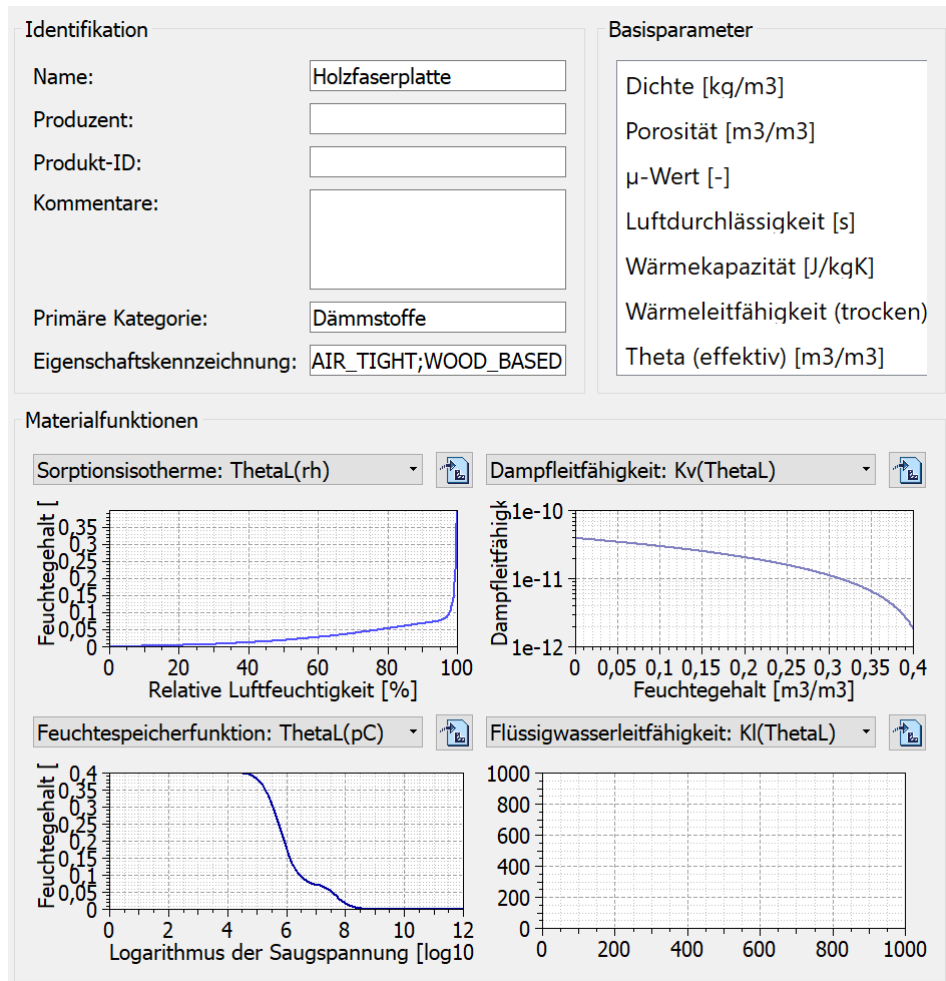 Identifikation
Name:
Holzfaserplatte
Produzent:
Produkt-ID:
Kommentare:
Primäre Kategorie:
Dämmstoffe
Eigenschaftskennzeichnung:
AIR_TIGHT;WOOD_BASED
Basisparameter
Dichte [kg/m3]
Porosität [m3/m3]
µ-Wert [-]
Luftdurchlässigkeit [s]
Wärmekapazität [J/kgK]
Wärmeleitfähigkeit (trocken)
Theta (effektiv) [m3/m3]
Materialfunktionen
Sorptionsisotherme: ThetaL(rh)
Feuchtegehalt [
0,35
0,3
0,25
0,2
0,15
0,1
0,05
0
0 20 40 60 80 100
Relative Luftfeuchtigkeit [%]
Dampfleitfähigkeit: Kv(ThetaL)
Dampfleitfähigk
1e-10
1e-11
1e-12
0 0,05 0,1 0,15 0,2 0,25 0,3 0,35 0,4
Feuchtegehalt [m3/m3]
Feuchtespeicherfunktion: ThetaL(pC)
Feuchtegehalt [
0,4
0,35
0,3
0,25
0,2
0,15
0,1
0,05
0
0 2 4 6 8 10 12
Logarithmus der Saugspannung [log10
Flüssigwasserleitfähigkeit: Kl(ThetaL)
1000
800
600
400
200
0
0 200 400 600 800 1000